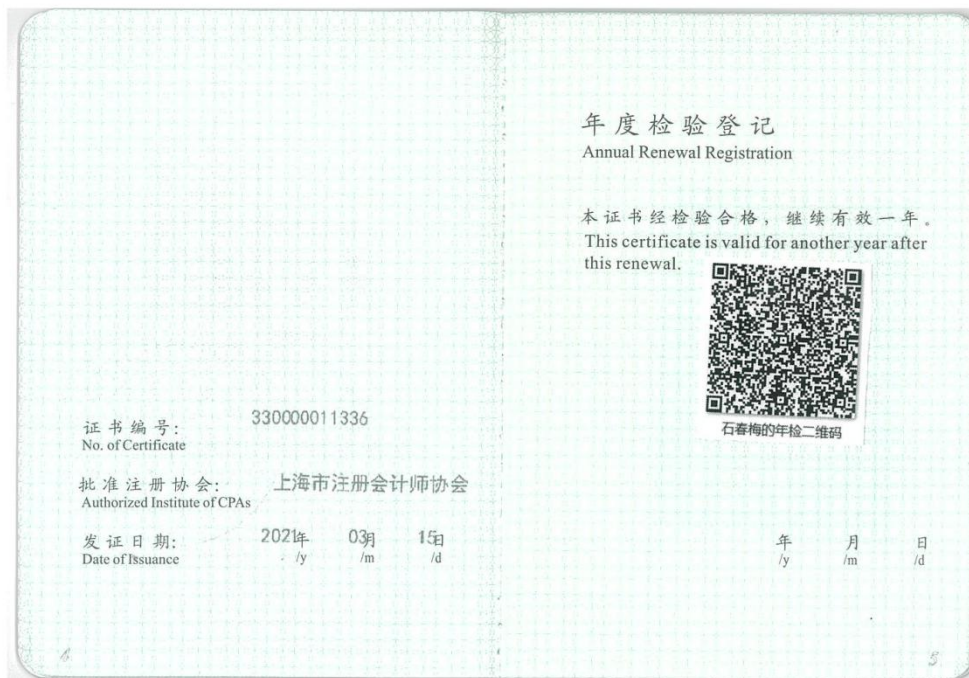 证书编号: 330000011336
No. of Certificate
批准注册协会: 上海市注册会计师协会
Authorized Institute of CPAs
发证日期: 2021年 03月 15日
Date of Issuance /y /m /d
4
年度检验登记
Annual Renewal Registration
本证书经检验合格，继续有效一年。
This certificate is valid for another year after
this renewal.
石春梅的年检二维码
年 月 日
/y /m /d
5